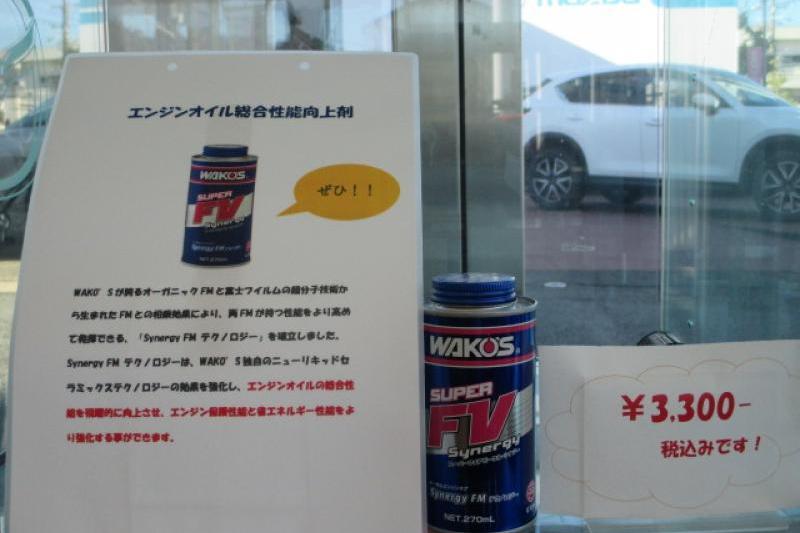 エンジンオイル総合性能向上剤
WAKO'S
SUPER
FV
Synergy
Synergy FM
NET.270mL
ぜひ！！
WAKO'Sが誇るオーガニックFMと富士フイルムの超分子技術か
ら生まれたFMとの相乗効果により、両FMが持つ性能をより高め
て発揮できる、「Synergy FM テクノロジー」を確立しました。
Synergy FM テクノロジーは、WAKO'S独自のニューリキッドセ
ラミックステクノロジーの効果を強化し、エンジンオイルの総合性
能を飛躍的に向上させ、エンジン保護性能と省エネルギー性能をよ
り強化する事ができます。
WAKO'S
SUPER
FV
Synergy
Synergy FM
NET.270mL
￥3,300-
税込みです！